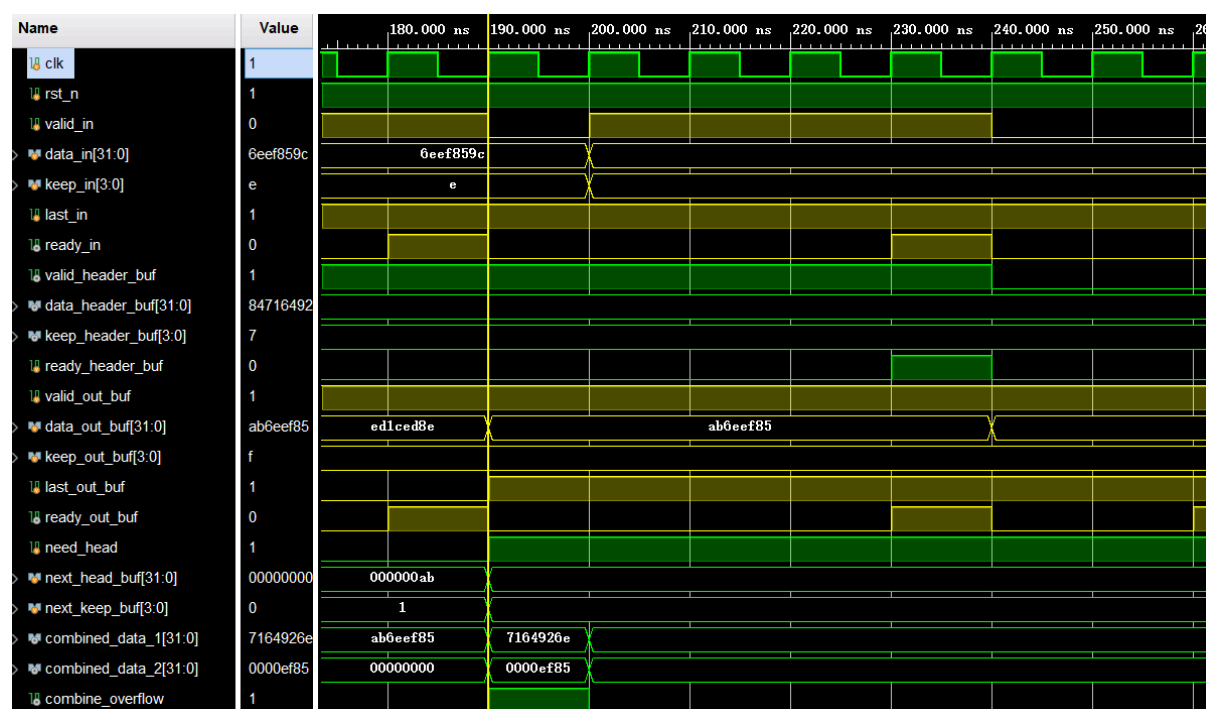 Name Value 180.000 ns 190.000 ns 200.000 ns 210.000 ns 220.000 ns 230.000 ns 240.000 ns 250.000 ns 26
clk 1
rst_n 1
valid_in 0
data_in[31:0] 6eef859c 6eef859c
keep_in[3:0] e e
last_in 1
ready_in 0
valid_header_buf 1
data_header_buf[31:0] 84716492
keep_header_buf[3:0] 7
ready_header_buf 0
valid_out_buf 1
data_out_buf[31:0] ab6eef85 ed1ced8e ab6eef85
keep_out_buf[3:0] f
last_out_buf 1
ready_out_buf 0
need_head 1
next_head_buf[31:0] 00000000 000000ab
next_keep_buf[3:0] 0 1
combined_data_1[31:0] 7164926e ab6eef85 7164926e
combined_data_2[31:0] 0000ef85 00000000 0000ef85
combine_overflow 1